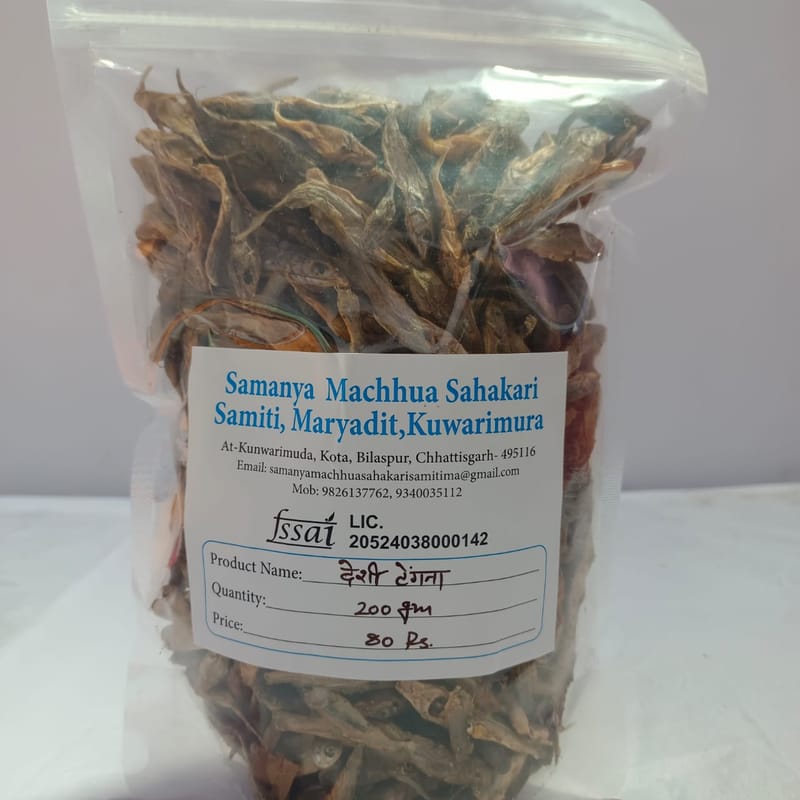 Samanya Machhua Sahakari
Samiti, Maryadit,Kuwarimura
At-Kunwarimuda, Kota, Bilaspur, Chhattisgarh- 495116
Email: samanyamachhuasahakarisamitima@gmail.com
Mob: 9826137762, 9340035112
fssai LIC.
20524038000142
Product Name: देशी टेंगना
Quantity: 200 gm
Price: 80 Rs.